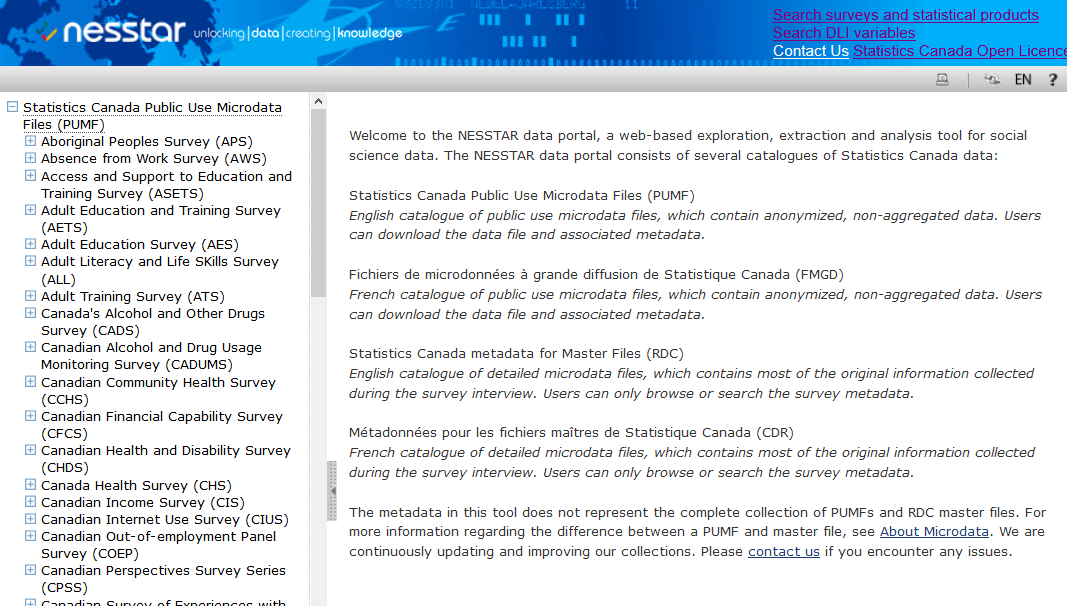 nesstar unlocking|data|creating|knowledge
Search surveys and statistical products
Search DLI variables
Contact Us Statistics Canada Open Licence
EN ?
Statistics Canada Public Use Microdata
Files (PUMF)
Aboriginal Peoples Survey (APS)
Absence from Work Survey (AWS)
Access and Support to Education and
Training Survey (ASETS)
Adult Education and Training Survey
(AETS)
Adult Education Survey (AES)
Adult Literacy and Life SKills Survey
(ALL)
Adult Training Survey (ATS)
Canada's Alcohol and Other Drugs
Survey (CADS)
Canadian Alcohol and Drug Usage
Monitoring Survey (CADUMS)
Canadian Community Health Survey
(CCHS)
Canadian Financial Capability Survey
(CFCS)
Canadian Health and Disability Survey
(CHDS)
Canada Health Survey (CHS)
Canadian Income Survey (CIS)
Canadian Internet Use Survey (CIUS)
Canadian Out-of-employment Panel
Survey (COEP)
Canadian Perspectives Survey Series
(CPSS)
Canadian Survey of Experiences with
Welcome to the NESSTAR data portal, a web-based exploration, extraction and analysis tool for social
science data. The NESSTAR data portal consists of several catalogues of Statistics Canada data:
Statistics Canada Public Use Microdata Files (PUMF)
English catalogue of public use microdata files, which contain anonymized, non-aggregated data. Users
can download the data file and associated metadata.
Fichiers de microdonnées à grande diffusion de Statistique Canada (FMGD)
French catalogue of public use microdata files, which contain anonymized, non-aggregated data. Users
can download the data file and associated metadata.
Statistics Canada metadata for Master Files (RDC)
English catalogue of detailed microdata files, which contains most of the original information collected
during the survey interview. Users can only browse or search the survey metadata.
Métadonnées pour les fichiers maîtres de Statistique Canada (CDR)
French catalogue of detailed microdata files, which contains most of the original information collected
during the survey interview. Users can only browse or search the survey metadata.
The metadata in this tool does not represent the complete collection of PUMFs and RDC master files. For
more information regarding the difference between a PUMF and master file, see About Microdata. We are
continuously updating and improving our collections. Please contact us if you encounter any issues.